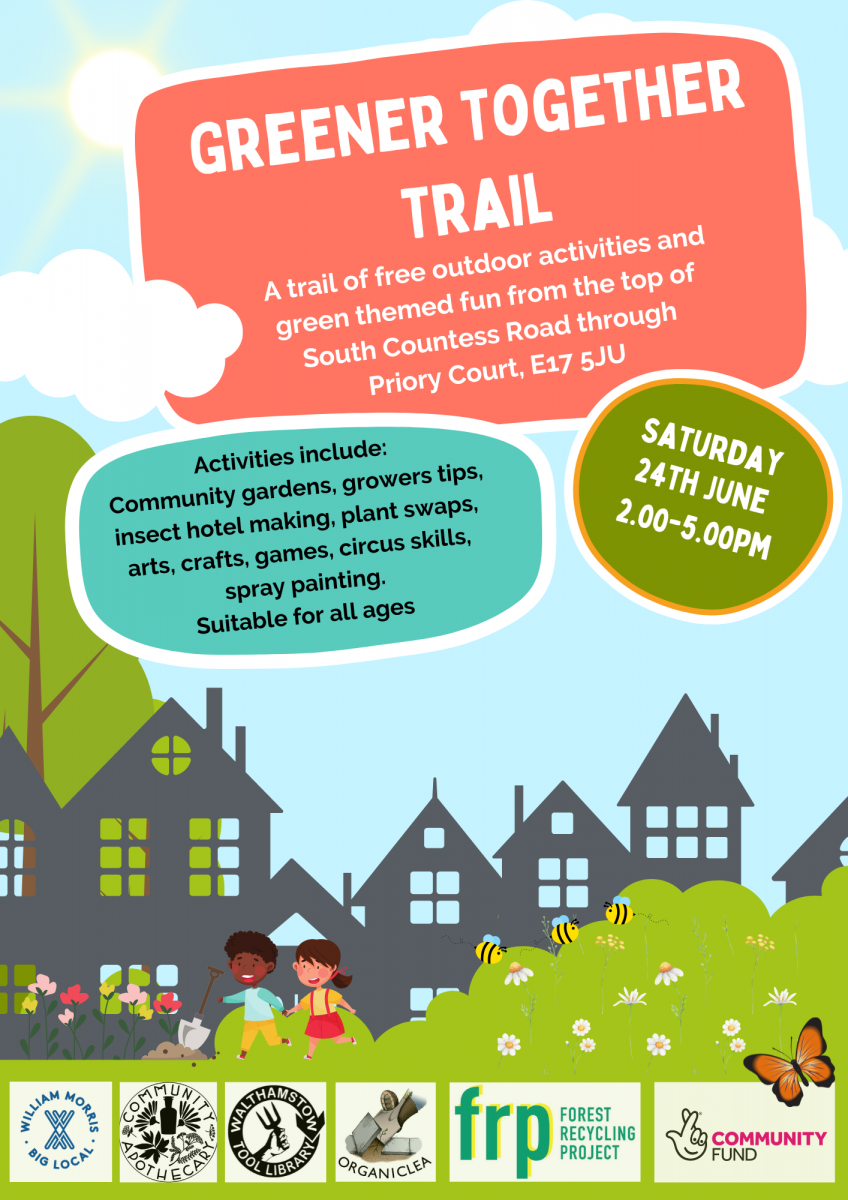 GREENER TOGETHER
TRAIL
A trail of free outdoor activities and
green themed fun from the top of
South Countess Road through
Priory Court, E17 5JU
SATURDAY
24TH JUNE
2.00-5.00PM
Activities include:
Community gardens, growers tips,
insect hotel making, plant swaps,
arts, crafts, games, circus skills,
spray painting.
Suitable for all ages
WILLIAM MORRIS
BIG LOCAL
COMMUNITY
APOTHECARY
WALTHAMSTOW
TOOL LIBRARY
ORGANICLEA
frp
FOREST
RECYCLING
PROJECT
COMMUNITY
FUND